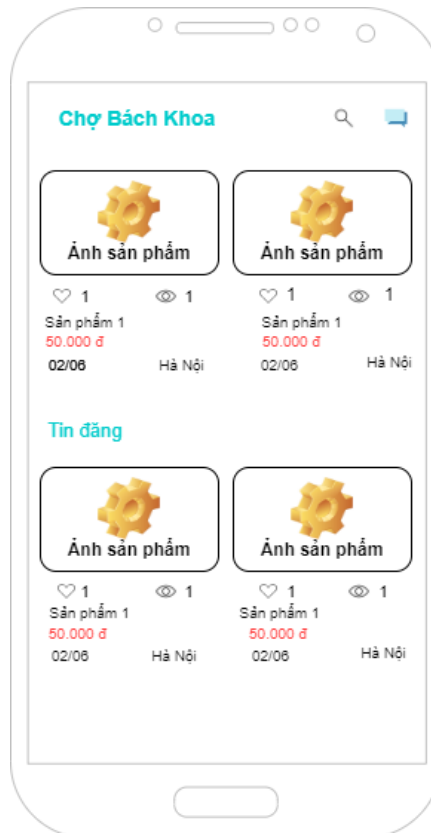 Chợ Bách Khoa
Ảnh sản phẩm Ảnh sản phẩm
1 1 1 1
Sản phẩm 1 Sản phẩm 1
50.000 đ 50.000 đ
02/06 Hà Nội 02/06 Hà Nội
Tin đăng
Ảnh sản phẩm Ảnh sản phẩm
1 1 1 1
Sản phẩm 1 Sản phẩm 1
50.000 đ 50.000 đ
02/06 Hà Nội 02/06 Hà Nội